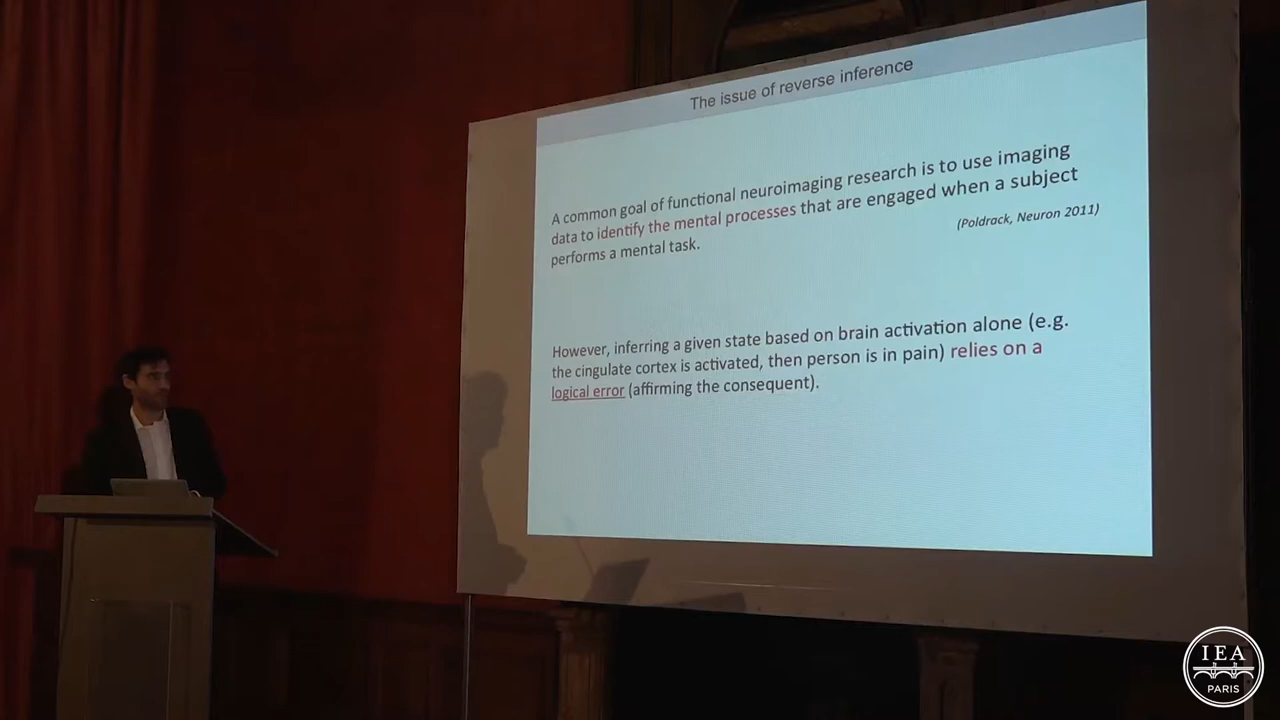 The issue of reverse inference
A common goal of functional neuroimaging research is to use imaging
data to identify the mental processes that are engaged when a subject
performs a mental task.
(Poldrack, Neuron 2011)
However, inferring a given state based on brain activation alone (e.g.
the cingulate cortex is activated, then person is in pain) relies on a
logical error (affirming the consequent).
IEA
PARIS